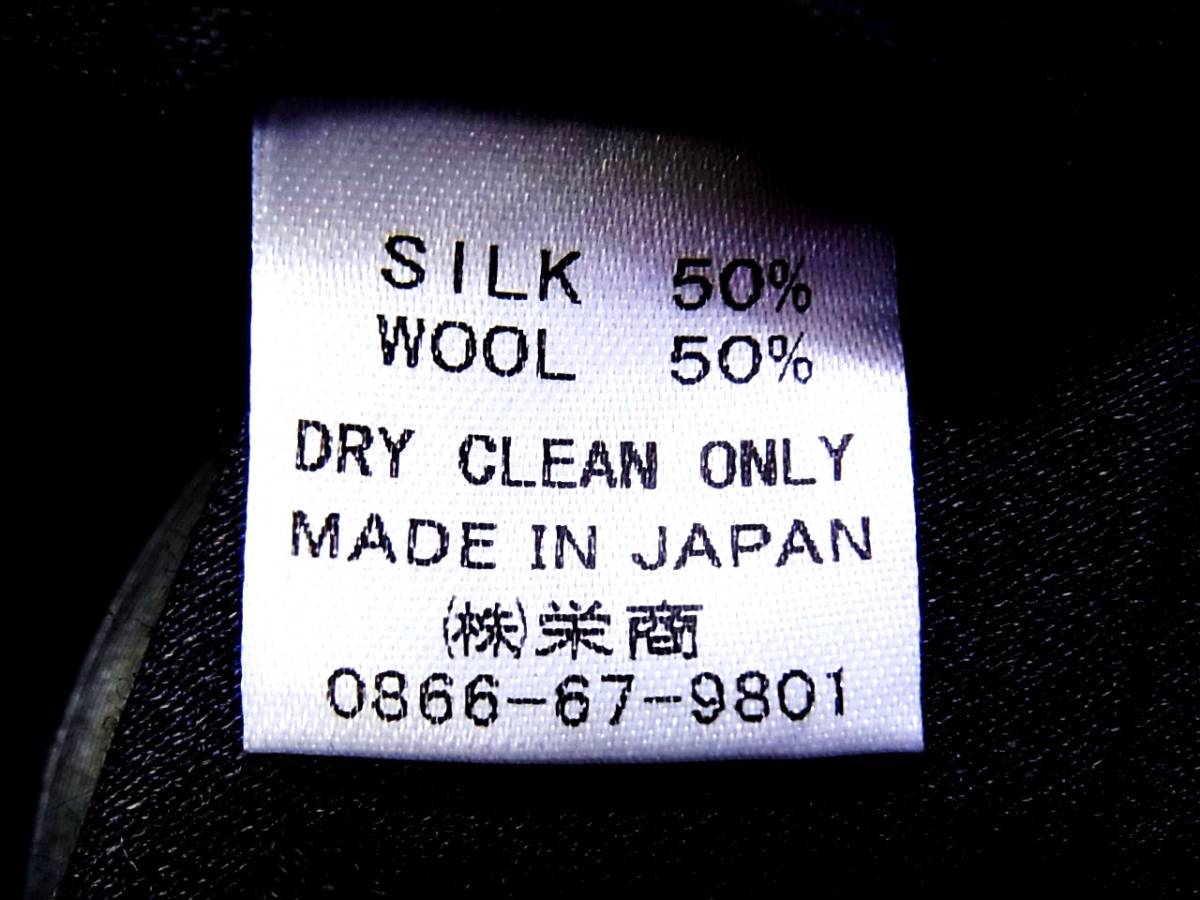 SILK 50%
WOOL 50%
DRY CLEAN ONLY
MADE IN JAPAN
㈱栄商
0866-67-9801